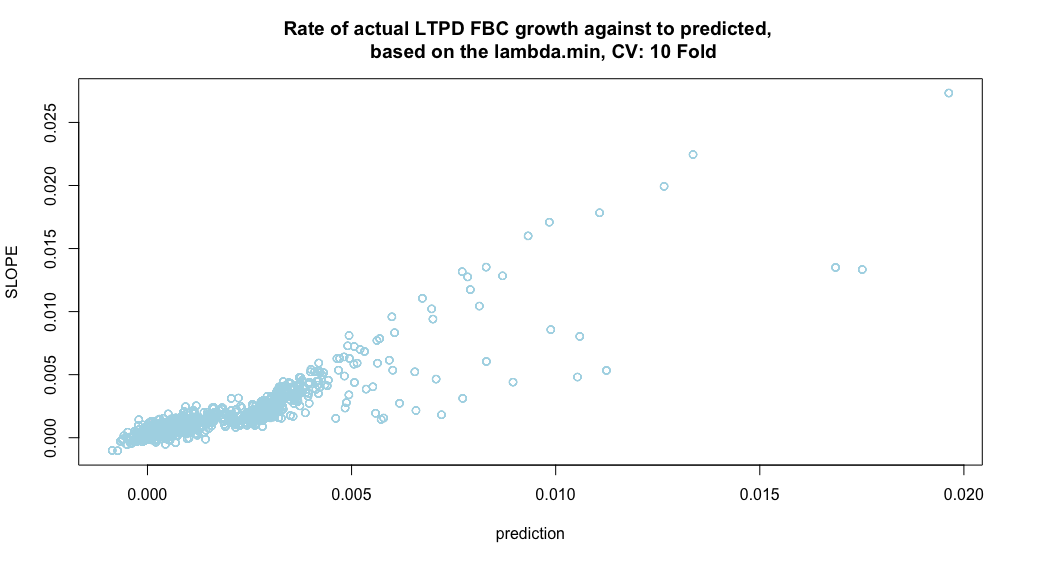 Rate of actual LTPD FBC growth against to predicted,
based on the lambda.min, CV: 10 Fold
SLOPE
0.025
0.020
0.015
0.010
0.005
0.000
0.000 0.005 0.010 0.015 0.020
prediction